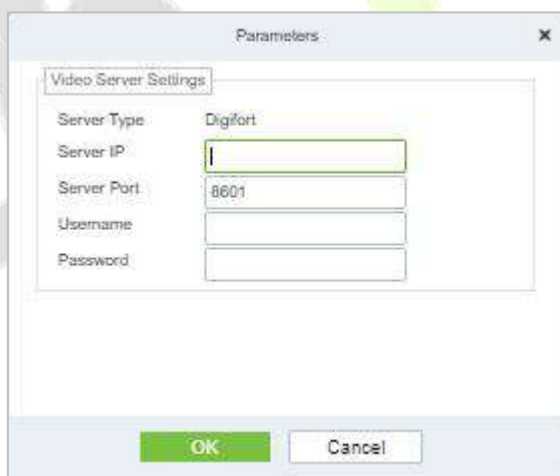 Parameters ×
Video Server Settings
Server Type Digifort
Server IP
Server Port 8601
Username
Password
OK Cancel